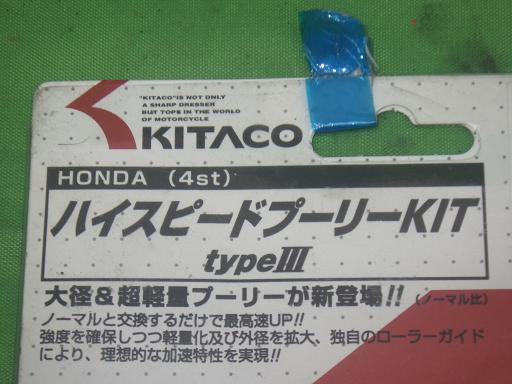 "KITACO" IS NOT ONLY
A SHARP DRESSER
BUT TOPS IN THE WORLD
OF MOTORCYCLE
KITACO
HONDA (4st)
ハイスピードプーリーKIT
typeIII
大径&超軽量プーリーが新登場!! (ノーマル比)
ノーマルと交換するだけで最高速UP!!
強度を確保しつつ軽量化及び外径を拡大、独自のローラーガイド
により、理想的な加速特性を実現!!